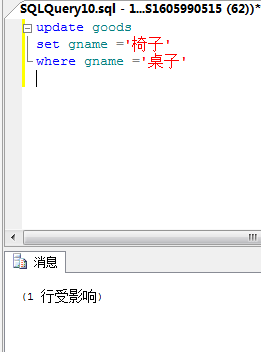 SQLQuery10.sql - 1...S1605990515 (62))*
update goods
set gname ='椅子'
where gname ='桌子'
消息
(1 行受影响)